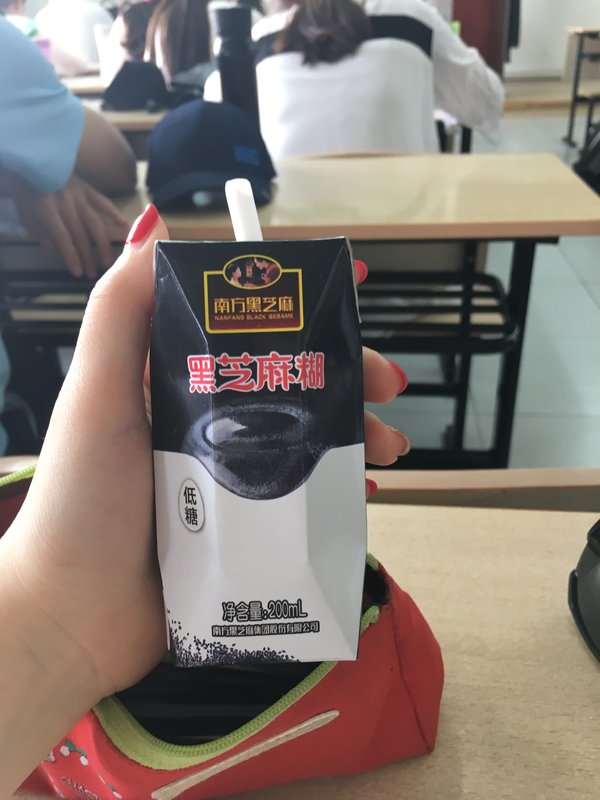 南方黑芝麻
NANFANG BLACK SESAME
黑芝麻糊
低糖
净含量:200mL
南方黑芝麻集团股份有限公司